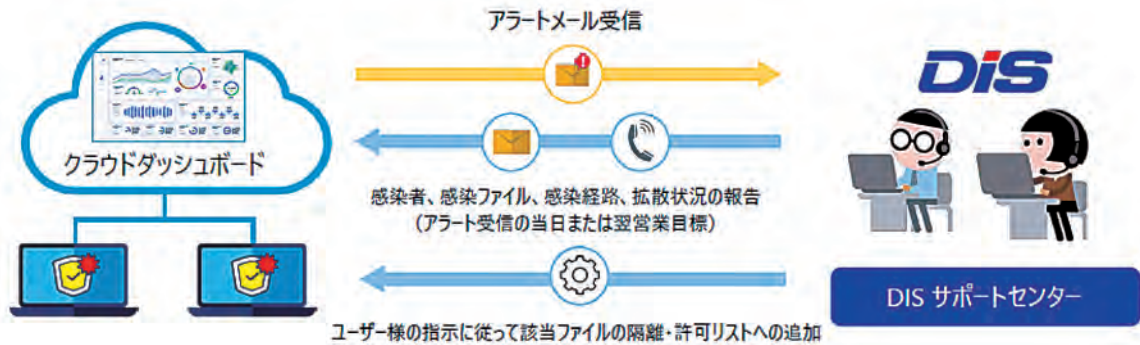 アラートメール受信
DiS
クラウドダッシュボード
感染者、感染ファイル、感染経路、拡散状況の報告
（アラート受信の当日または翌営業目標）
DIS サポートセンター
ユーザー様の指示に従って該当ファイルの隔離・許可リストへの追加